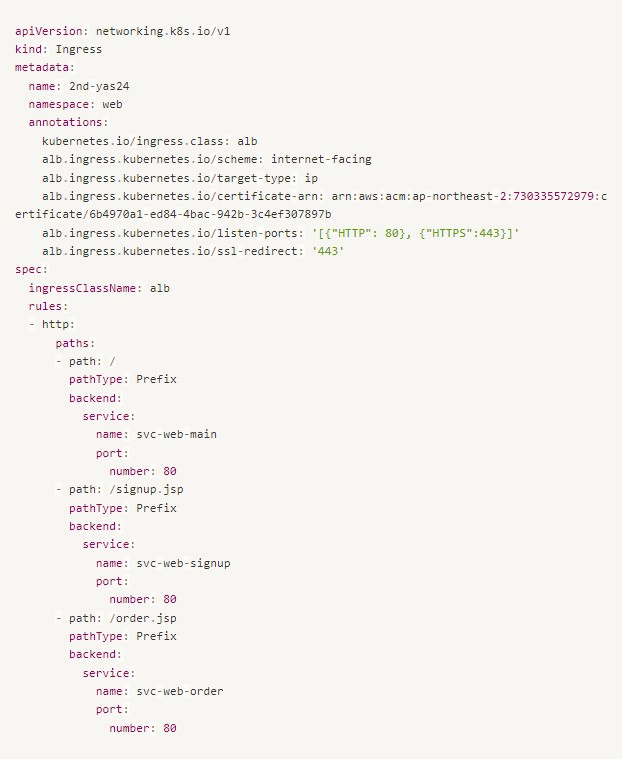 apiVersion: networking.k8s.io/v1
kind: Ingress
metadata:
  name: 2nd-yas24
  namespace: web
  annotations:
    kubernetes.io/ingress.class: alb
    alb.ingress.kubernetes.io/scheme: internet-facing
    alb.ingress.kubernetes.io/target-type: ip
    alb.ingress.kubernetes.io/certificate-arn: arn:aws:acm:ap-northeast-2:730335572979:c
ertificate/6b4970a1-ed84-4bac-942b-3c4ef307897b
    alb.ingress.kubernetes.io/listen-ports: '[{"HTTP": 80}, {"HTTPS":443}]'
    alb.ingress.kubernetes.io/ssl-redirect: '443'
spec:
  ingressClassName: alb
  rules:
  - http:
      paths:
      - path: /
        pathType: Prefix
        backend:
          service:
            name: svc-web-main
            port:
              number: 80
      - path: /signup.jsp
        pathType: Prefix
        backend:
          service:
            name: svc-web-signup
            port:
              number: 80
      - path: /order.jsp
        pathType: Prefix
        backend:
          service:
            name: svc-web-order
            port:
              number: 80